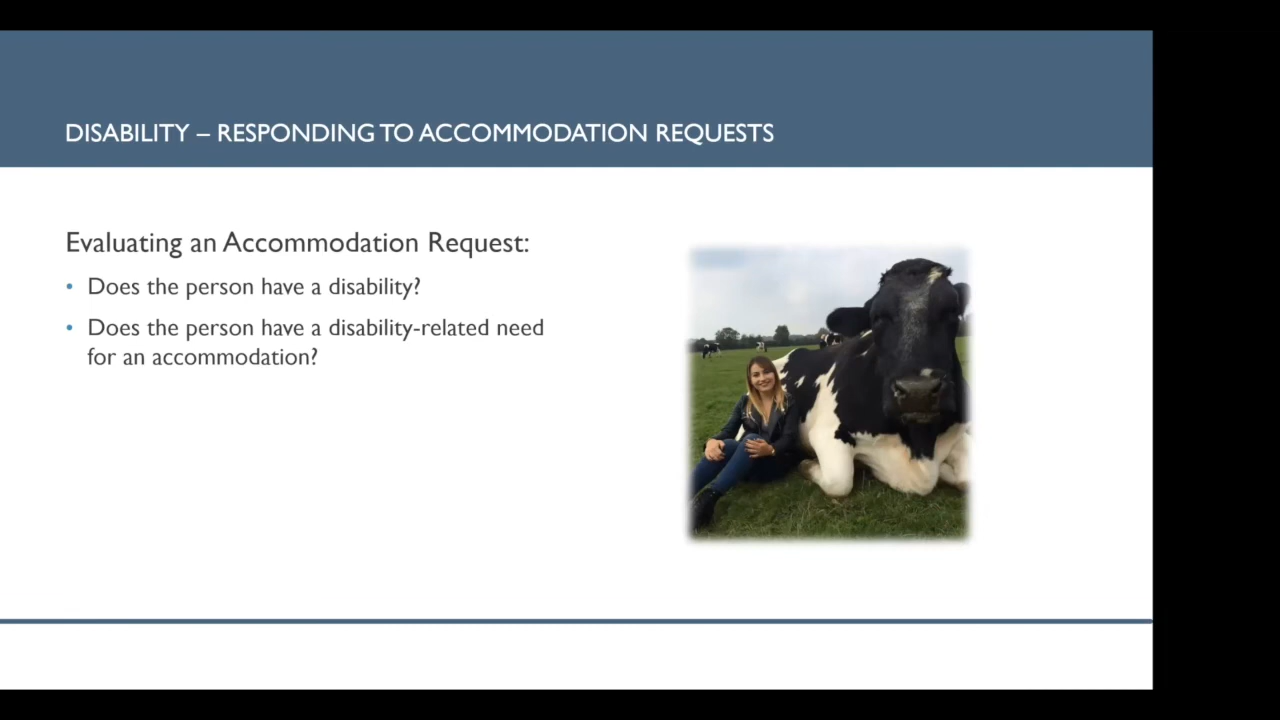 DISABILITY – RESPONDING TO ACCOMMODATION REQUESTS
Evaluating an Accommodation Request:
• Does the person have a disability?
• Does the person have a disability-related need
for an accommodation?